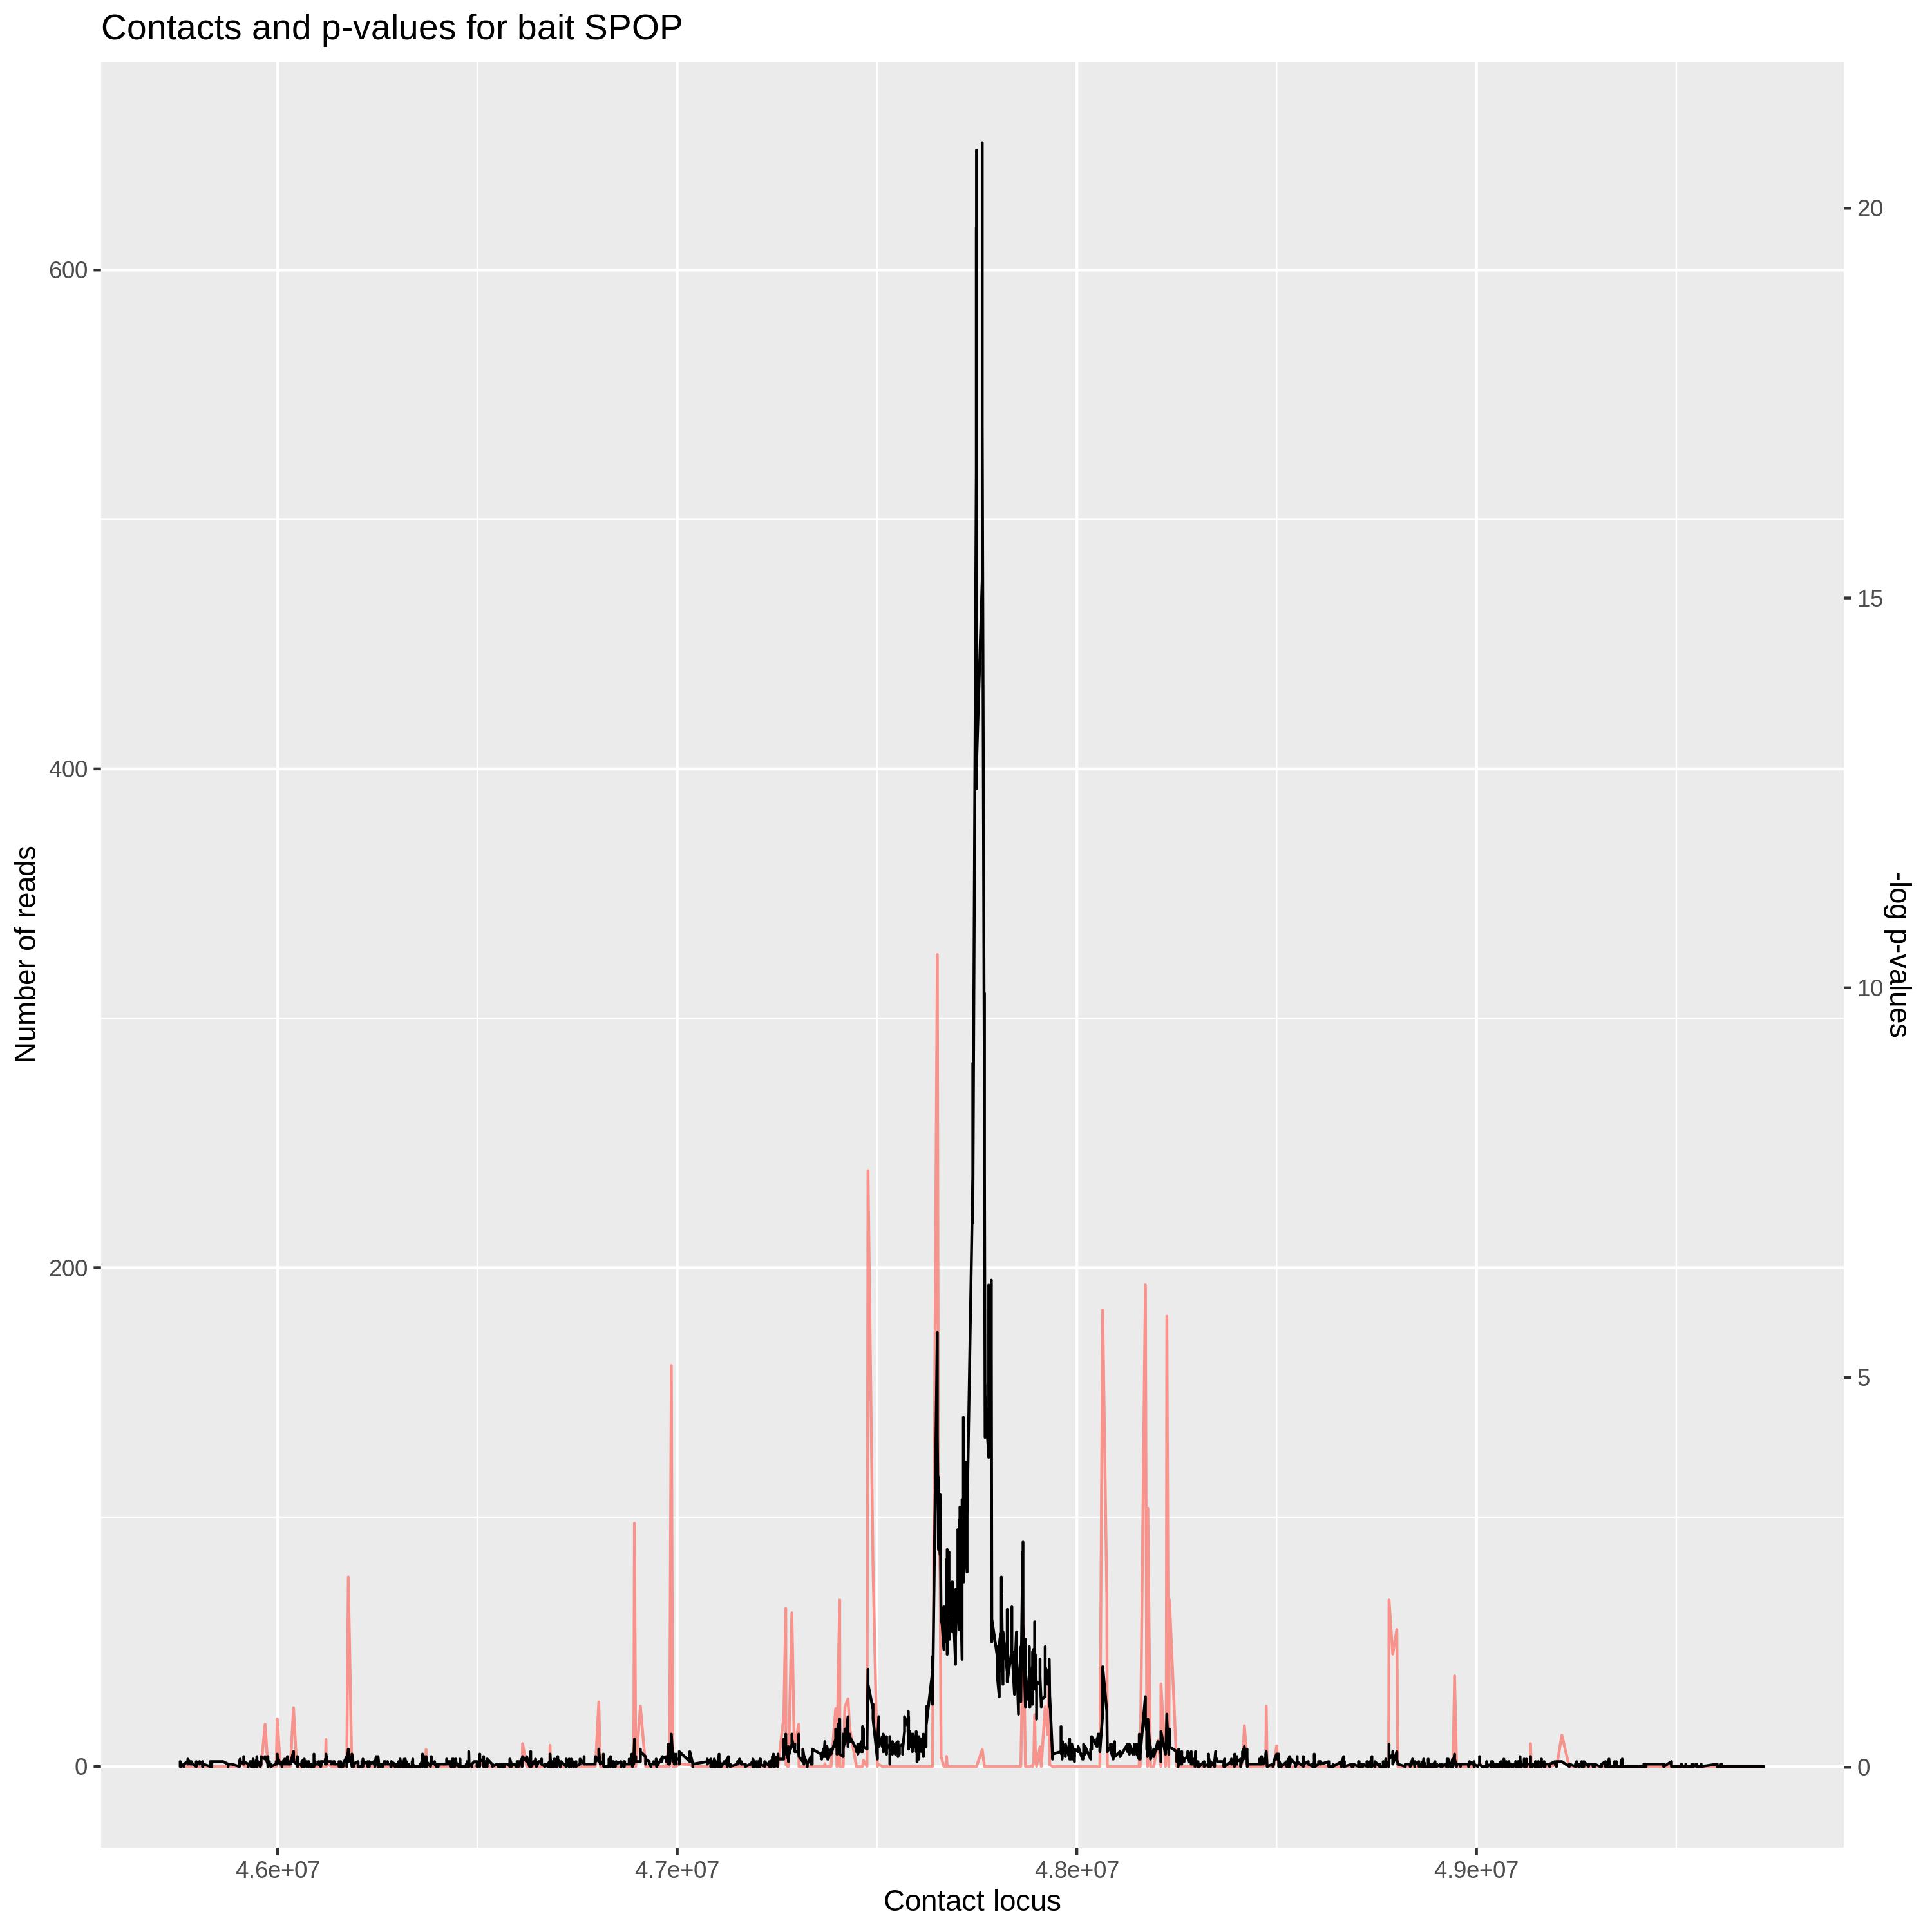 Contacts and p-values for bait SPOP
600
400
200
0
Number of reads
20
15
10
5
0
-log p-values
4.6e+07
4.7e+07
4.8e+07
4.9e+07
Contact locus